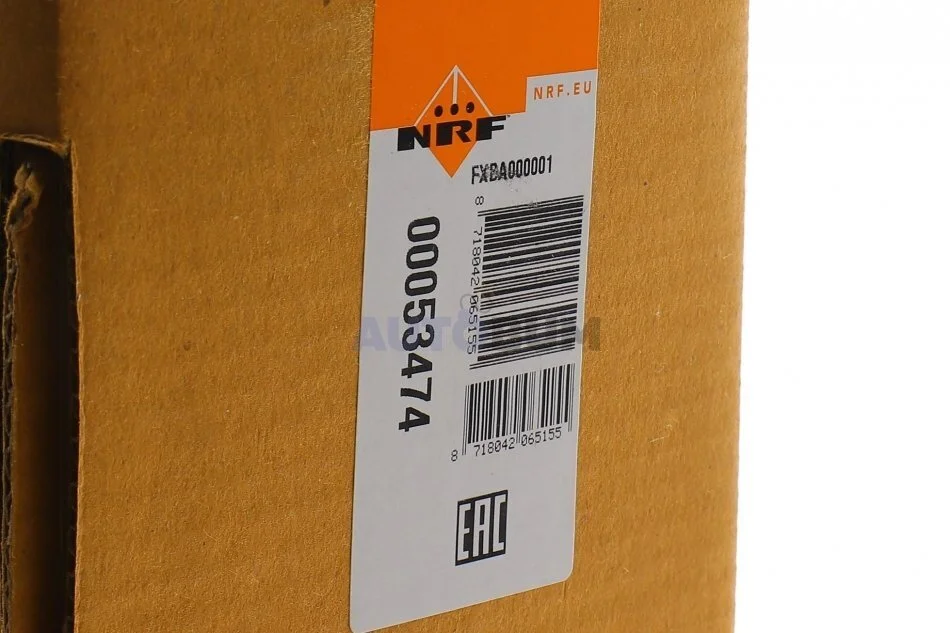 NRF.EU
NRF
FXBA000001
8 718042 065155
00053474
8 718042 065155
EAC